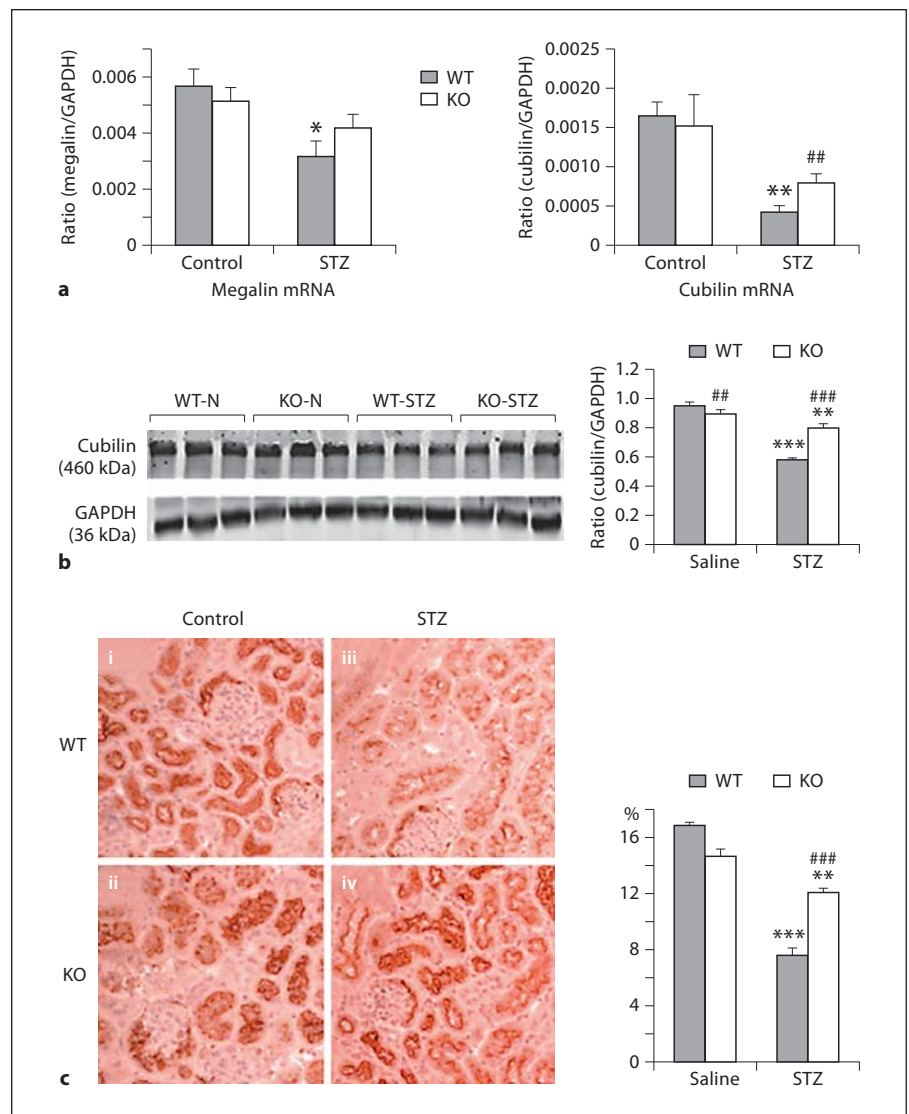 Ratio (megalin/GAPDH)
0.006
0.004
0.002
0
*
Control
STZ
Megalin mRNA
WT
KO
Ratio (cubilin/GAPDH)
0.0025
0.0015
0.0005
0
**
##
Control
STZ
Cubilin mRNA
a
WT-N
KO-N
WT-STZ
KO-STZ
Cubilin
(460 kDa)
GAPDH
(36 kDa)
b
WT
KO
Ratio (cubilin/GAPDH)
1.2
1.0
0.8
0.6
0.4
0.2
0
##
***
###
**
Saline
STZ
Control
STZ
WT
KO
i
iii
ii
iv
c
WT
KO
%
16
12
8
4
0
***
###
**
Saline
STZ